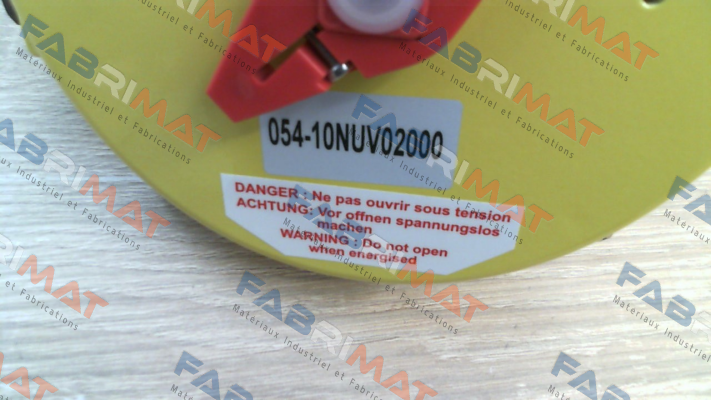 054-10NUV02000
DANGER : Ne pas ouvrir sous tension
ACHTUNG: Vor offnen spannungslos
machen
WARNING : Do not open
when energised
FABRIMAT
Matériaux Industriel et Fabrications